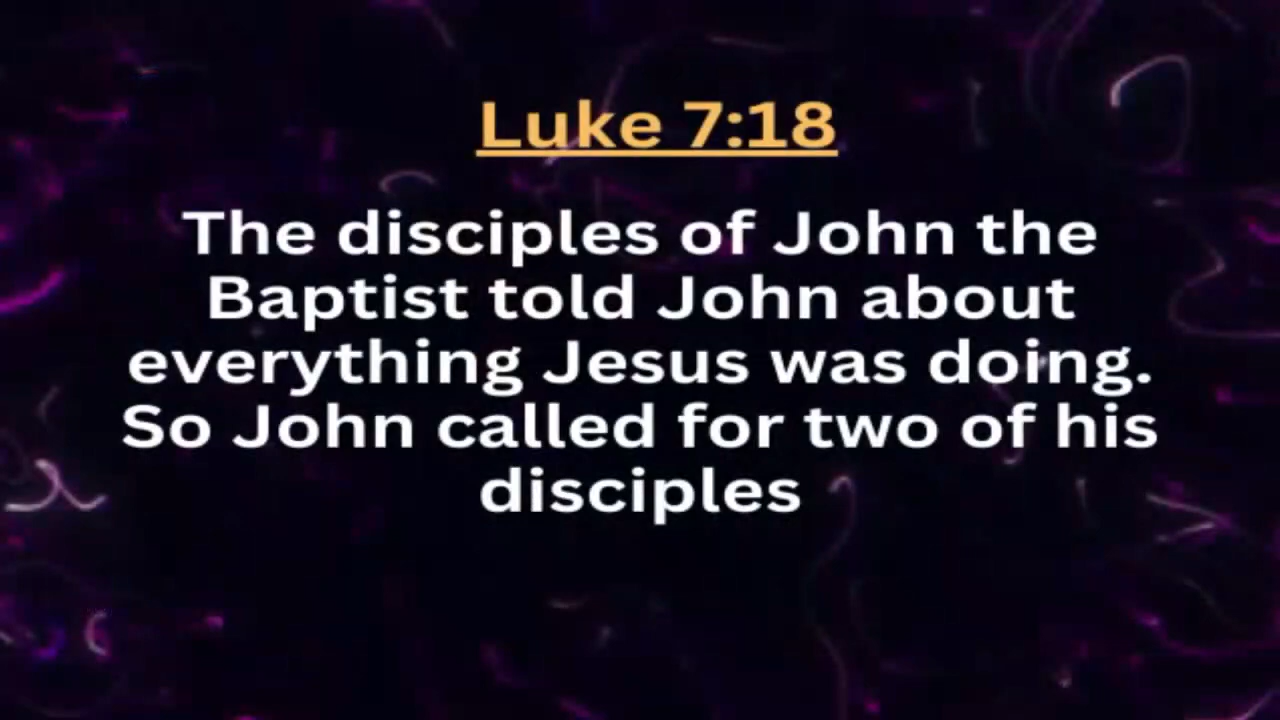 Luke 7:18
The disciples of John the
Baptist told John about
everything Jesus was doing.
So John called for two of his
disciples